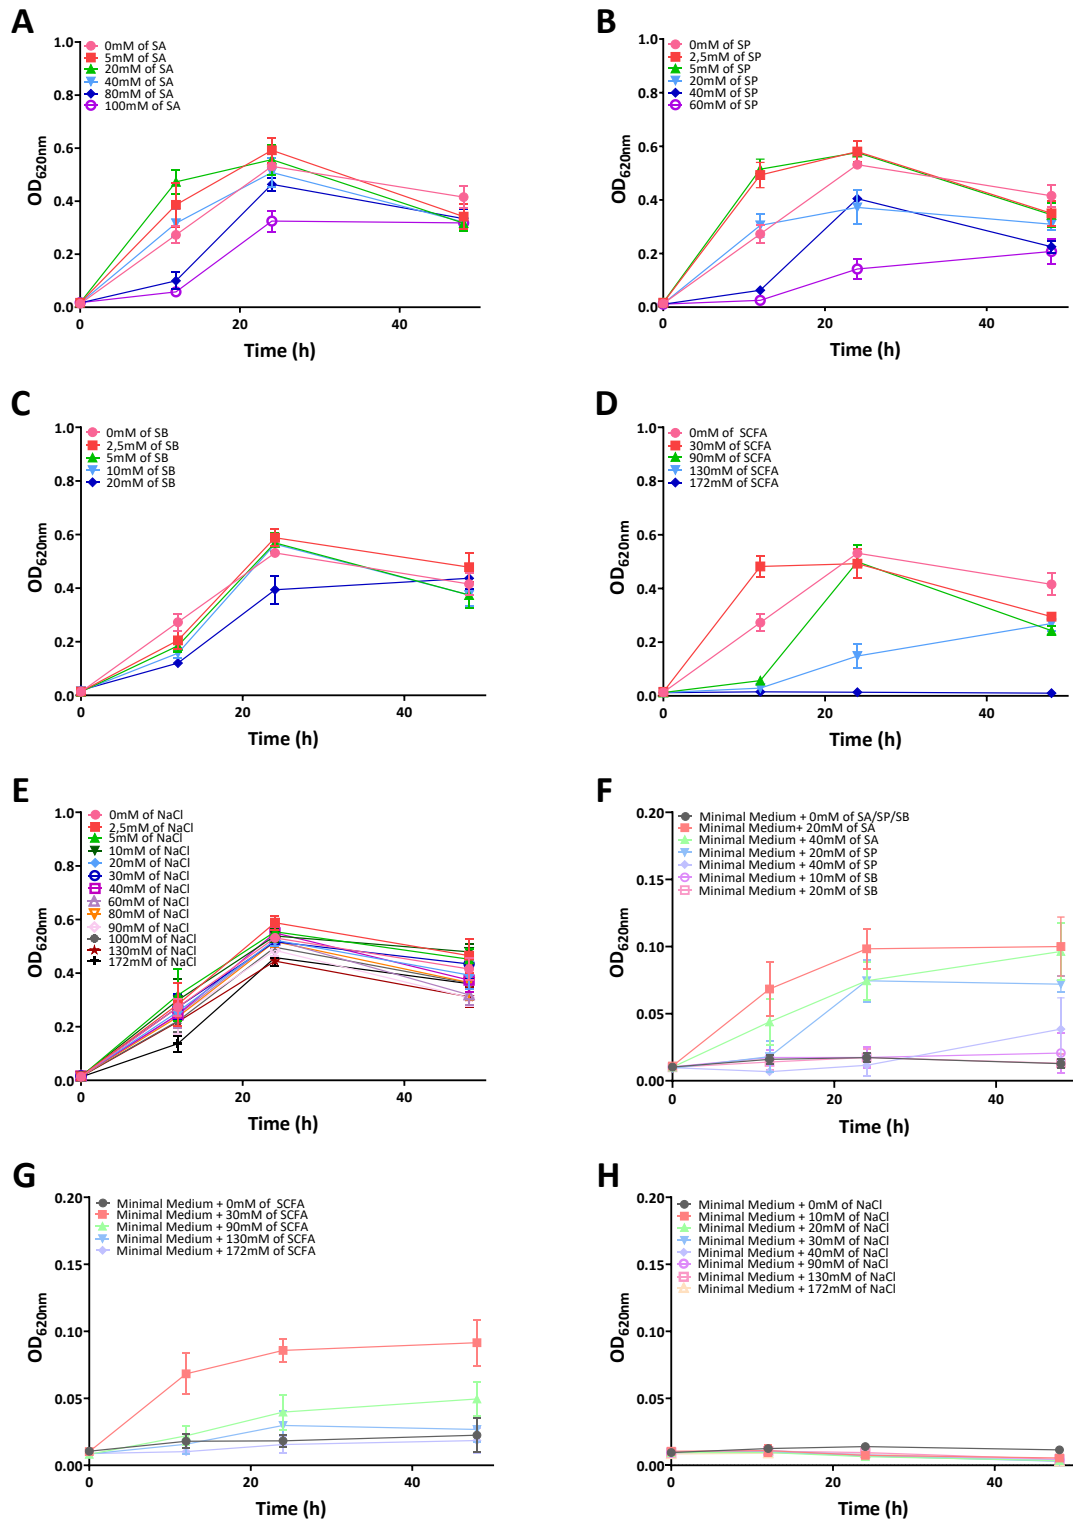 A
1.0
0.8
0.6
0.4
0.2
0.0
OD620nm
0mM of SA
5mM of SA
20mM of SA
40mM of SA
80mM of SA
100mM of SA
0
20
40
Time (h)
B
1.0
0.8
0.6
0.4
0.2
0.0
OD620nm
0mM of SP
2,5mM of SP
5mM of SP
20mM of SP
40mM of SP
60mM of SP
0
20
40
Time (h)
C
1.0
0.8
0.6
0.4
0.2
0.0
OD620nm
0mM of SB
2,5mM of SB
5mM of SB
10mM of SB
20mM of SB
0
20
40
Time (h)
D
1.0
0.8
0.6
0.4
0.2
0.0
OD620nm
0mM of SCFA
30mM of SCFA
90mM of SCFA
130mM of SCFA
172mM of SCFA
0
20
40
Time (h)
E
1.0
0.8
0.6
0.4
0.2
0.0
OD620nm
0mM of NaCl
2,5mM of NaCl
5mM of NaCl
10mM of NaCl
20mM of NaCl
30mM of NaCl
40mM of NaCl
60mM of NaCl
80mM of NaCl
90mM of NaCl
100mM of NaCl
130mM of NaCl
172mM of NaCl
0
20
40
Time (h)
F
0.20
0.15
0.10
0.05
0.00
OD620nm
Minimal Medium + 0mM of SA/SP/SB
Minimal Medium+ 20mM of SA
Minimal Medium + 40mM of SA
Minimal Medium + 20mM of SP
Minimal Medium + 40mM of SP
Minimal Medium + 10mM of SB
Minimal Medium + 20mM of SB
0
20
40
Time (h)
G
0.20
0.15
0.10
0.05
0.00
OD620nm
Minimal Medium + 0mM of SCFA
Minimal Medium + 30mM of SCFA
Minimal Medium + 90mM of SCFA
Minimal Medium + 130mM of SCFA
Minimal Medium + 172mM of SCFA
0
20
40
Time (h)
H
0.20
0.15
0.10
0.05
0.00
OD620nm
Minimal Medium + 0mM of NaCl
Minimal Medium + 10mM of NaCl
Minimal Medium + 20mM of NaCl
Minimal Medium + 30mM of NaCl
Minimal Medium + 40mM of NaCl
Minimal Medium + 90mM of NaCl
Minimal Medium + 130mM of NaCl
Minimal Medium + 172mM of NaCl
0
20
40
Time (h)